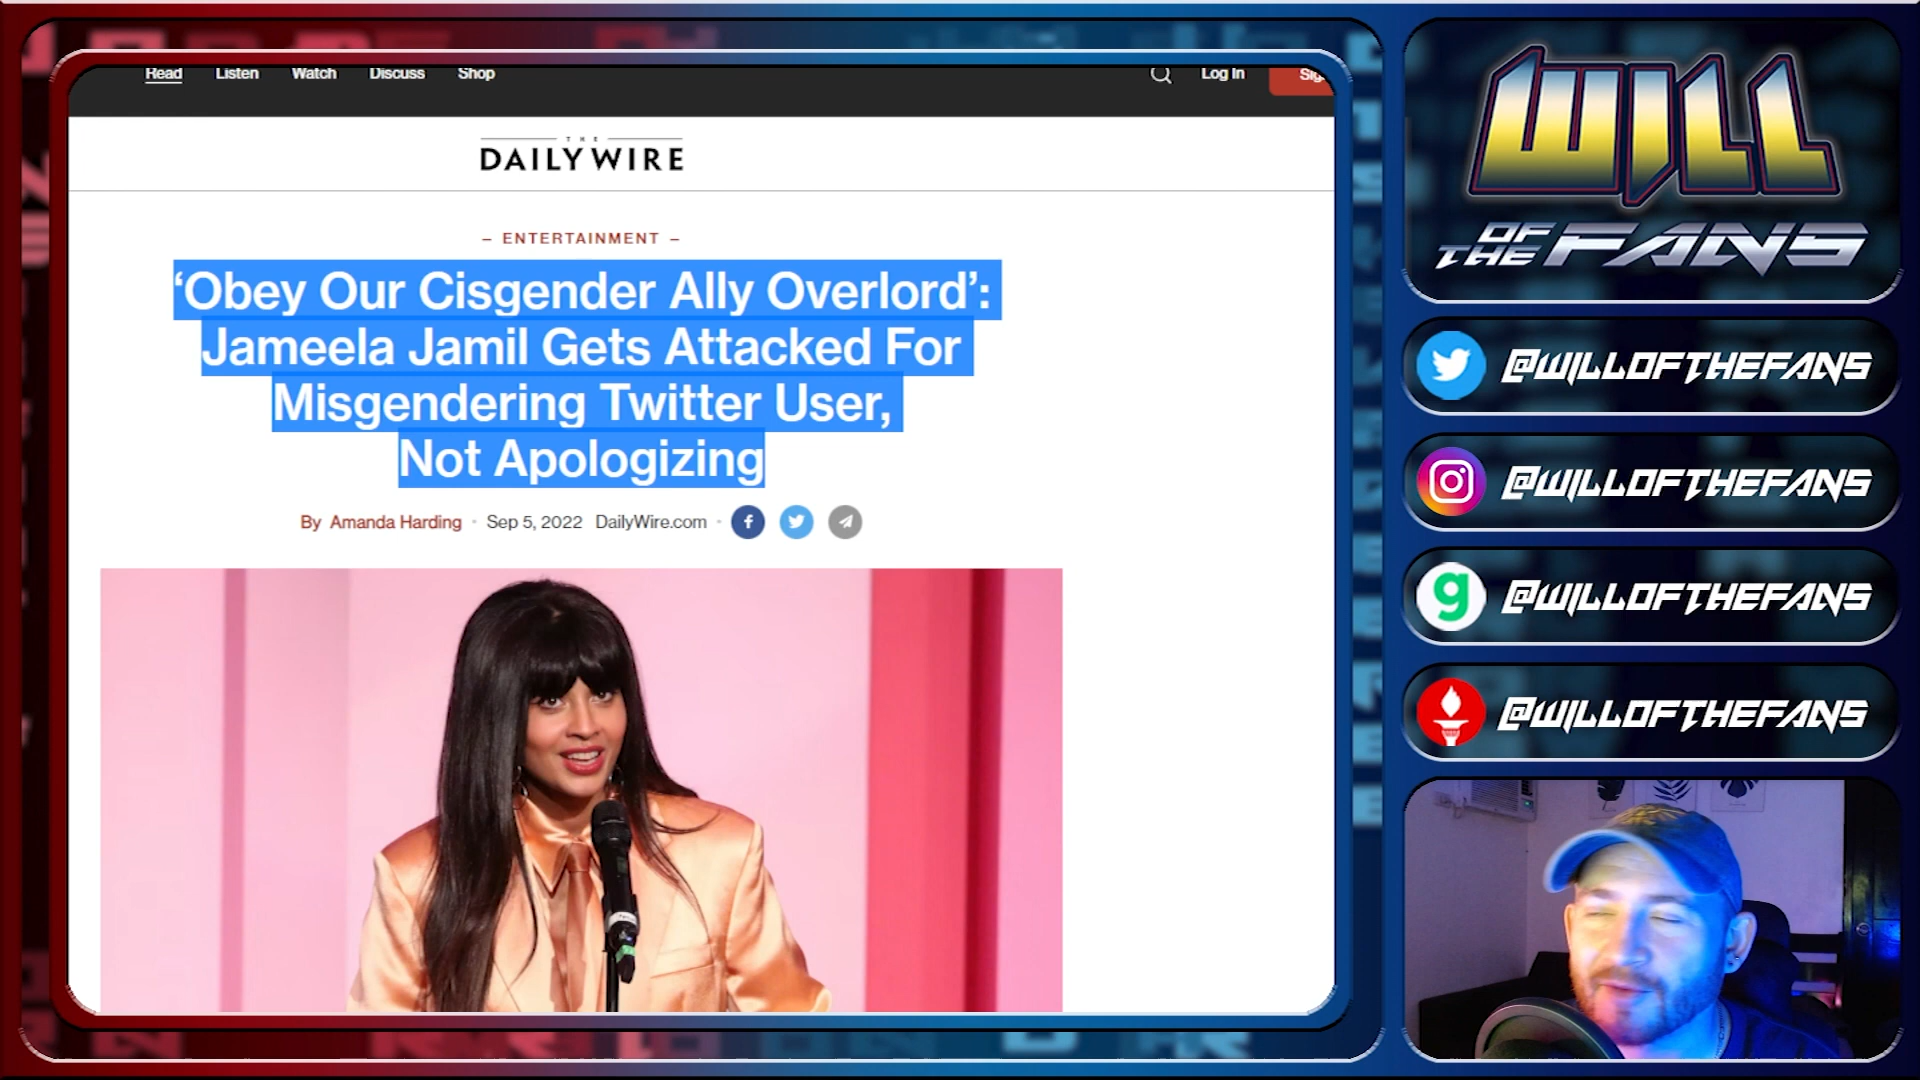 Read Listen Watch Discuss Shop
Log In
THE
DAILY WIRE
– ENTERTAINMENT –
‘Obey Our Cisgender Ally Overlord’:
Jameela Jamil Gets Attacked For
Misgendering Twitter User,
Not Apologizing
By Amanda Harding · Sep 5, 2022 DailyWire.com ·
WILL
OF
THE FANS
@WILLOFTHEFANS
@WILLOFTHEFANS
@WILLOFTHEFANS
@WILLOFTHEFANS